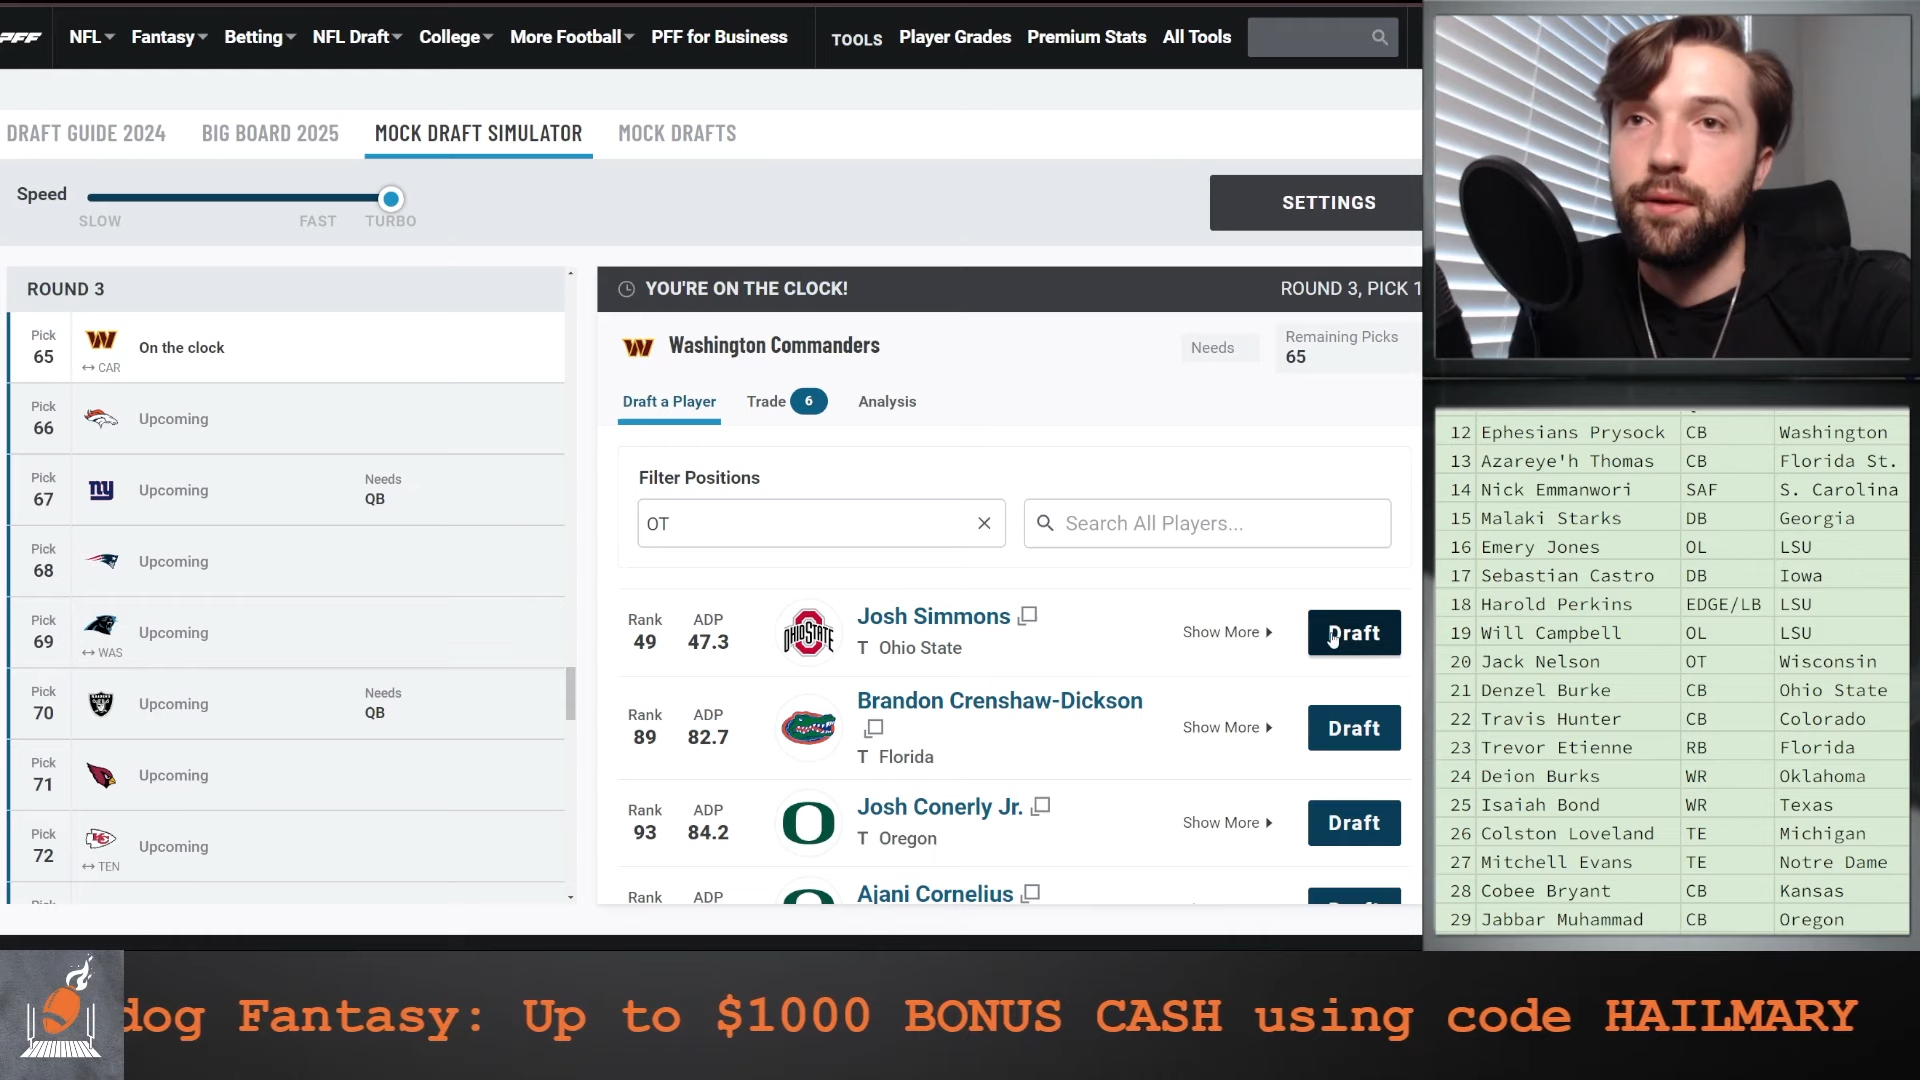 PFF NFL Fantasy Betting NFL Draft College More Football PFF for Business TOOLS Player Grades Premium Stats All Tools
DRAFT GUIDE 2024 BIG BOARD 2025 MOCK DRAFT SIMULATOR MOCK DRAFTS
Speed
SLOW FAST TURBO
SETTINGS
ROUND 3
Pick 65 On the clock
↔ CAR
Pick 66 Upcoming
Pick 67 ny Upcoming Needs QB
Pick 68 Upcoming
Pick 69 Upcoming
↔ WAS
Pick 70 RAIDERS Upcoming Needs QB
Pick 71 Upcoming
Pick 72 KC Upcoming
↔ TEN
YOU'RE ON THE CLOCK! ROUND 3, PICK 1
W Washington Commanders Needs Remaining Picks 65
Draft a Player Trade 6 Analysis
Filter Positions
OT Search All Players...
Rank 49 ADP 47.3 OHIO STATE Josh Simmons Show More Draft
T Ohio State
Rank 89 ADP 82.7 Brandon Crenshaw-Dickson Show More Draft
T Florida
Rank 93 ADP 84.2 O Josh Conerly Jr. Show More Draft
T Oregon
Rank ADP Ajani Cornelius
12 Ephesians Prysock CB Washington
13 Azareye'h Thomas CB Florida St.
14 Nick Emmanwori SAF S. Carolina
15 Malaki Starks DB Georgia
16 Emery Jones OL LSU
17 Sebastian Castro DB Iowa
18 Harold Perkins EDGE/LB LSU
19 Will Campbell OL LSU
20 Jack Nelson OT Wisconsin
21 Denzel Burke CB Ohio State
22 Travis Hunter CB Colorado
23 Trevor Etienne RB Florida
24 Deion Burks WR Oklahoma
25 Isaiah Bond WR Texas
26 Colston Loveland TE Michigan
27 Mitchell Evans TE Notre Dame
28 Cobee Bryant CB Kansas
29 Jabbar Muhammad CB Oregon
dog Fantasy: Up to $1000 BONUS CASH using code HAILMARY